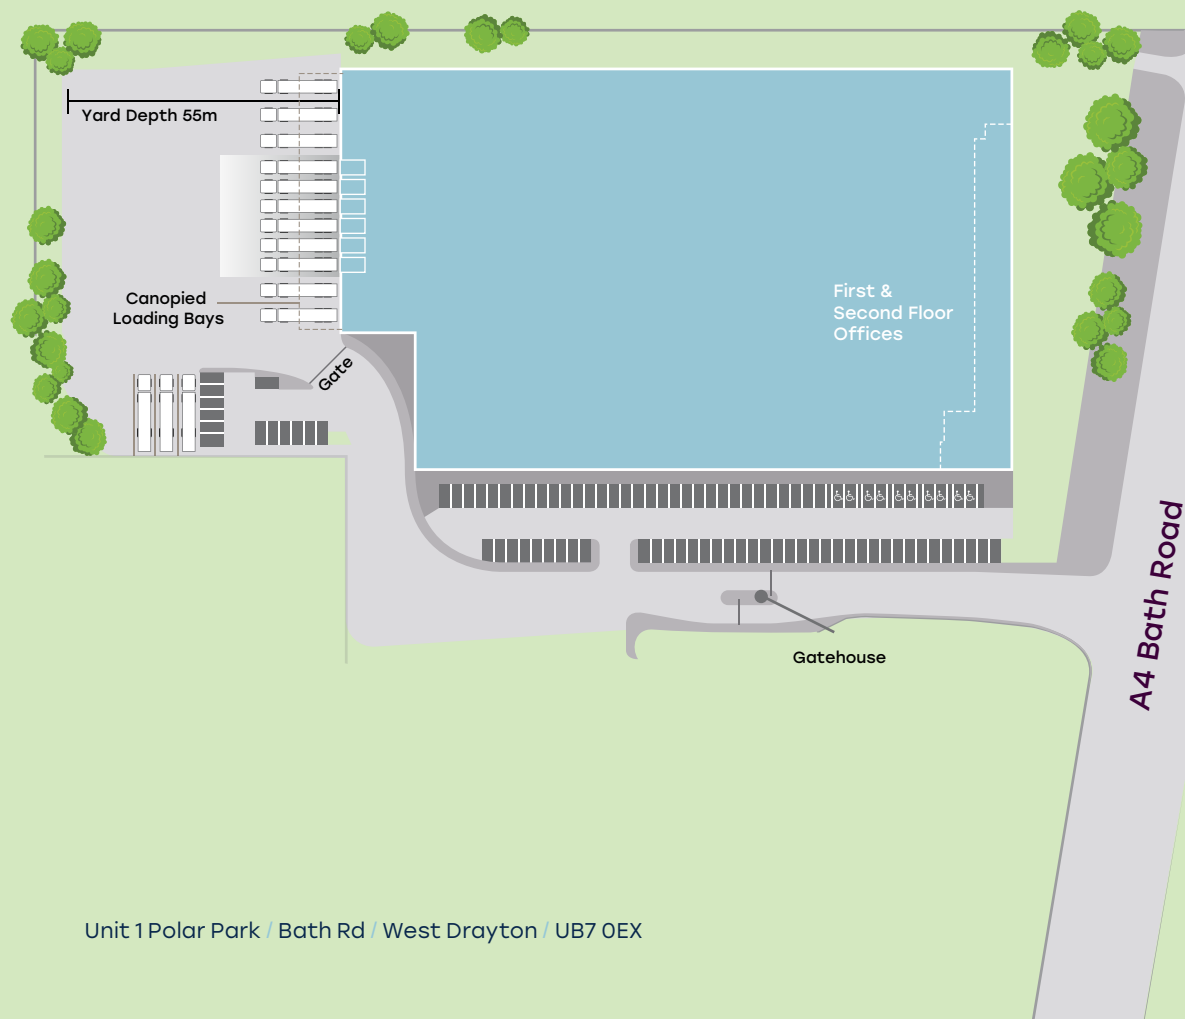 Yard Depth 55m
Canopied
Loading Bays
First &
Second Floor
Offices
Gate
A4 Bath Road
Gatehouse
Unit 1 Polar Park / Bath Rd / West Drayton / UB7 0EX